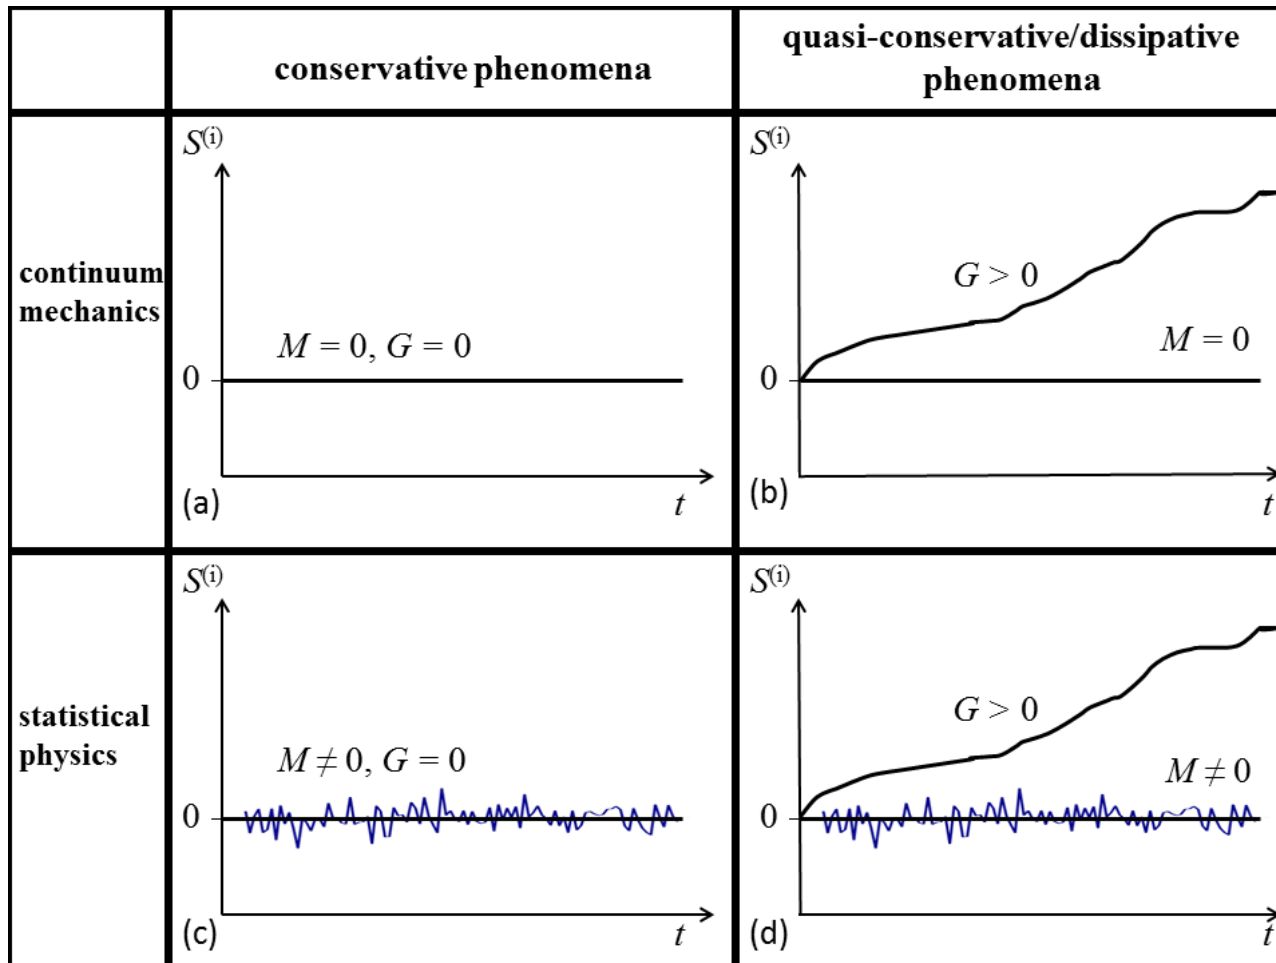 conservative phenomena
quasi-conservative/dissipative
phenomena
continuum
mechanics
S(i)
M = 0, G = 0
0
(a)
t
S(i)
G > 0
M = 0
0
(b)
t
statistical
physics
S(i)
M ≠ 0, G = 0
0
(c)
t
S(i)
G > 0
M ≠ 0
0
(d)
t